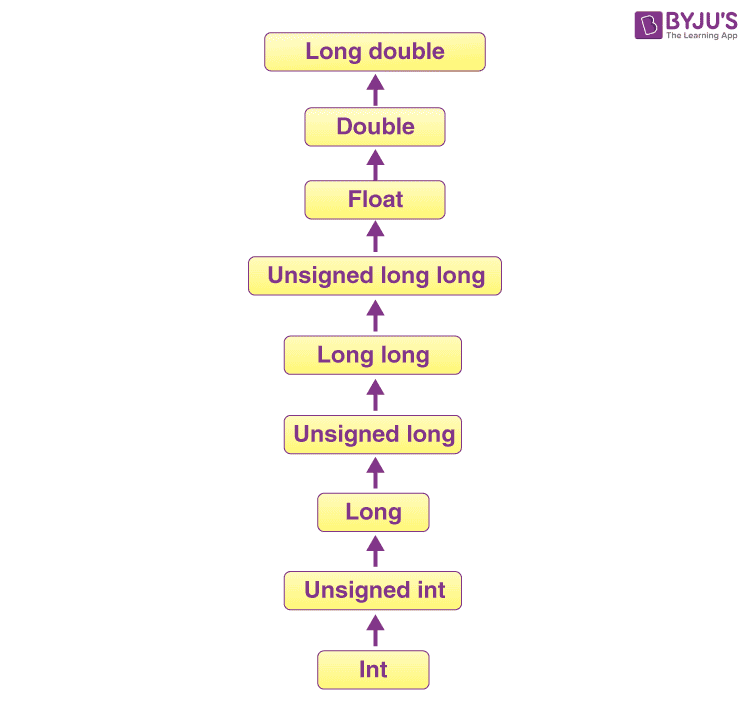 BYJU'S
The Learning App
Long double
Double
Float
Unsigned long long
Long long
Unsigned long
Long
Unsigned int
Int